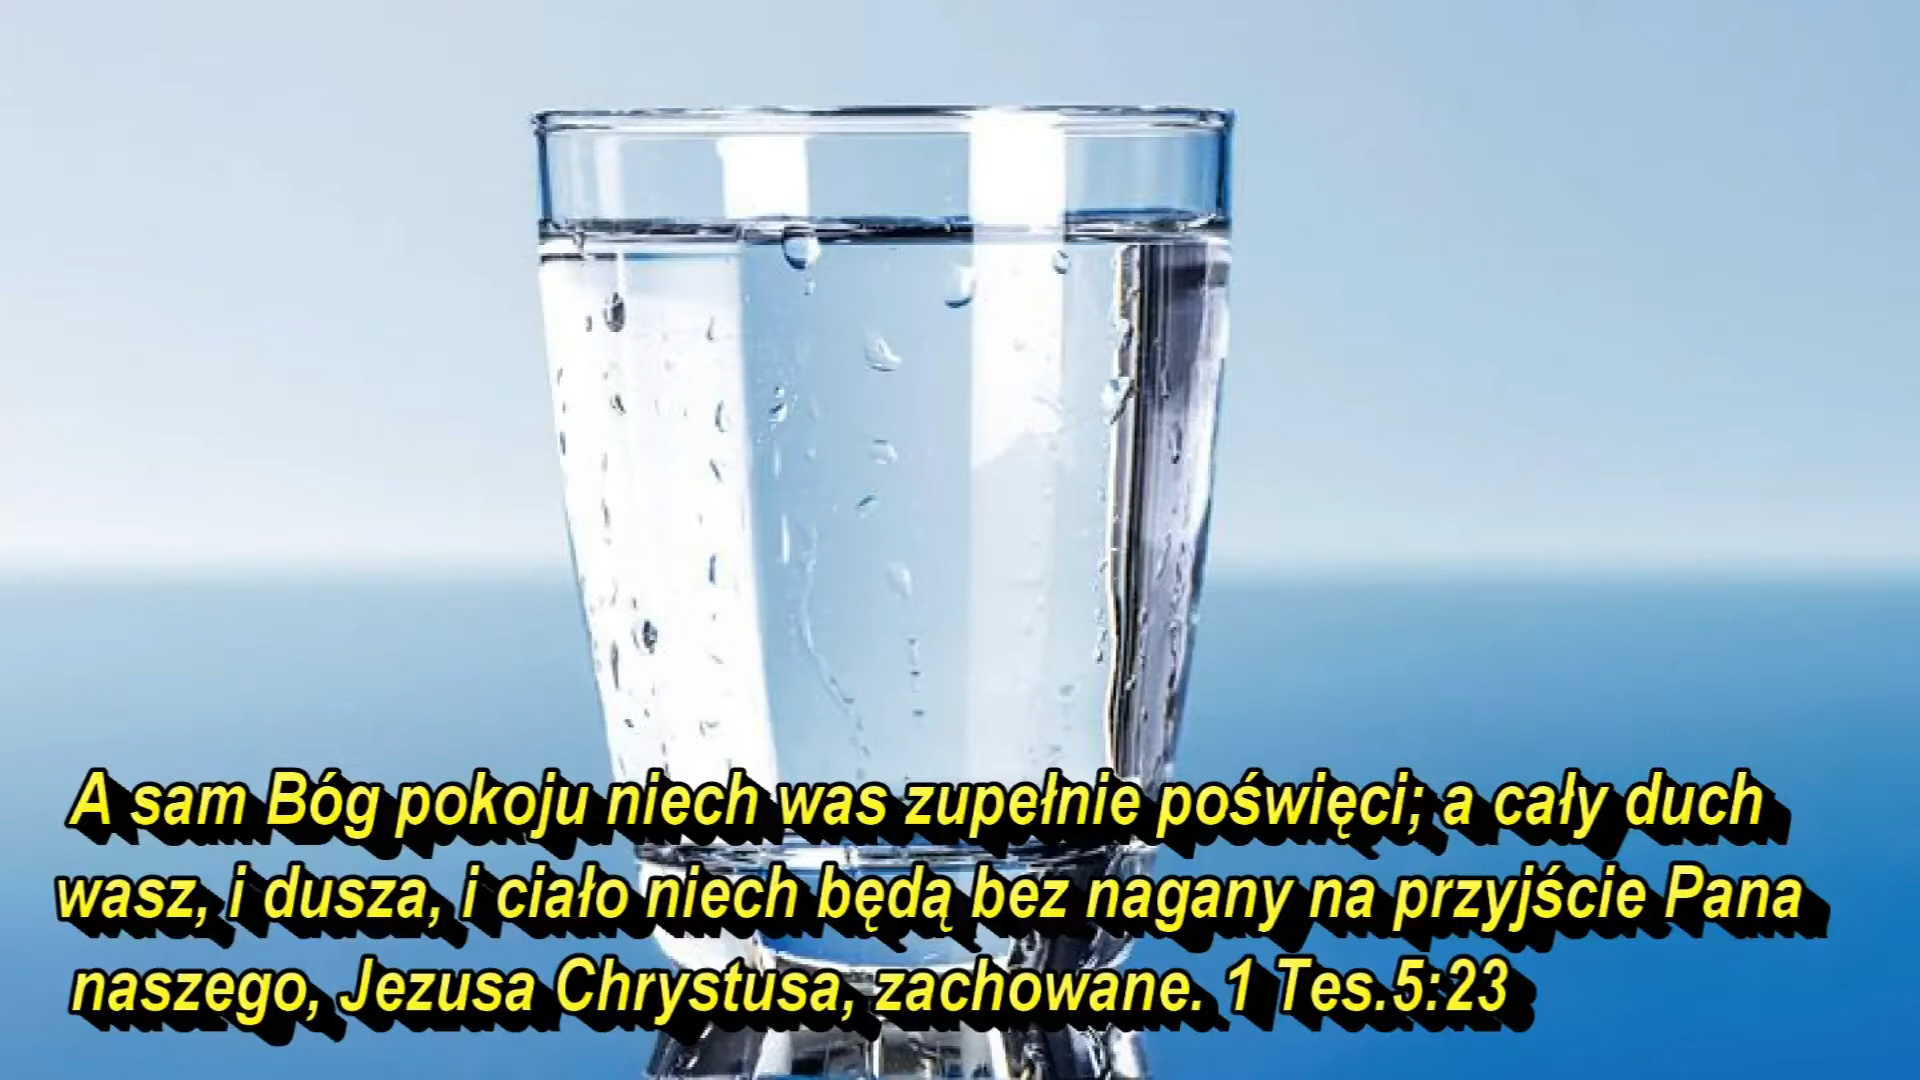 A sam Bóg pokoju niech was zupełnie poświęci; a cały duch
wasz, i dusza, i ciało niech będą bez nagany na przyjście Pana
naszego, Jezusa Chrystusa, zachowane. 1 Tes.5:23